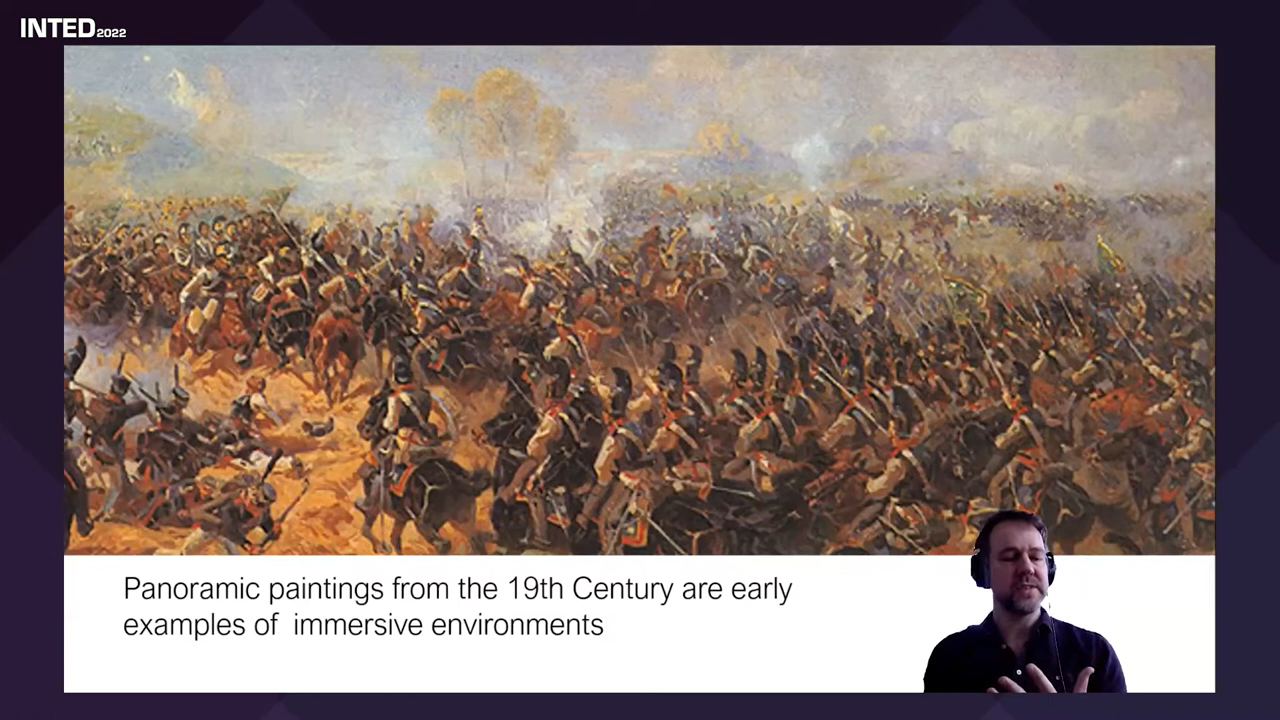 INTED2022
Panoramic paintings from the 19th Century are early
examples of immersive environments